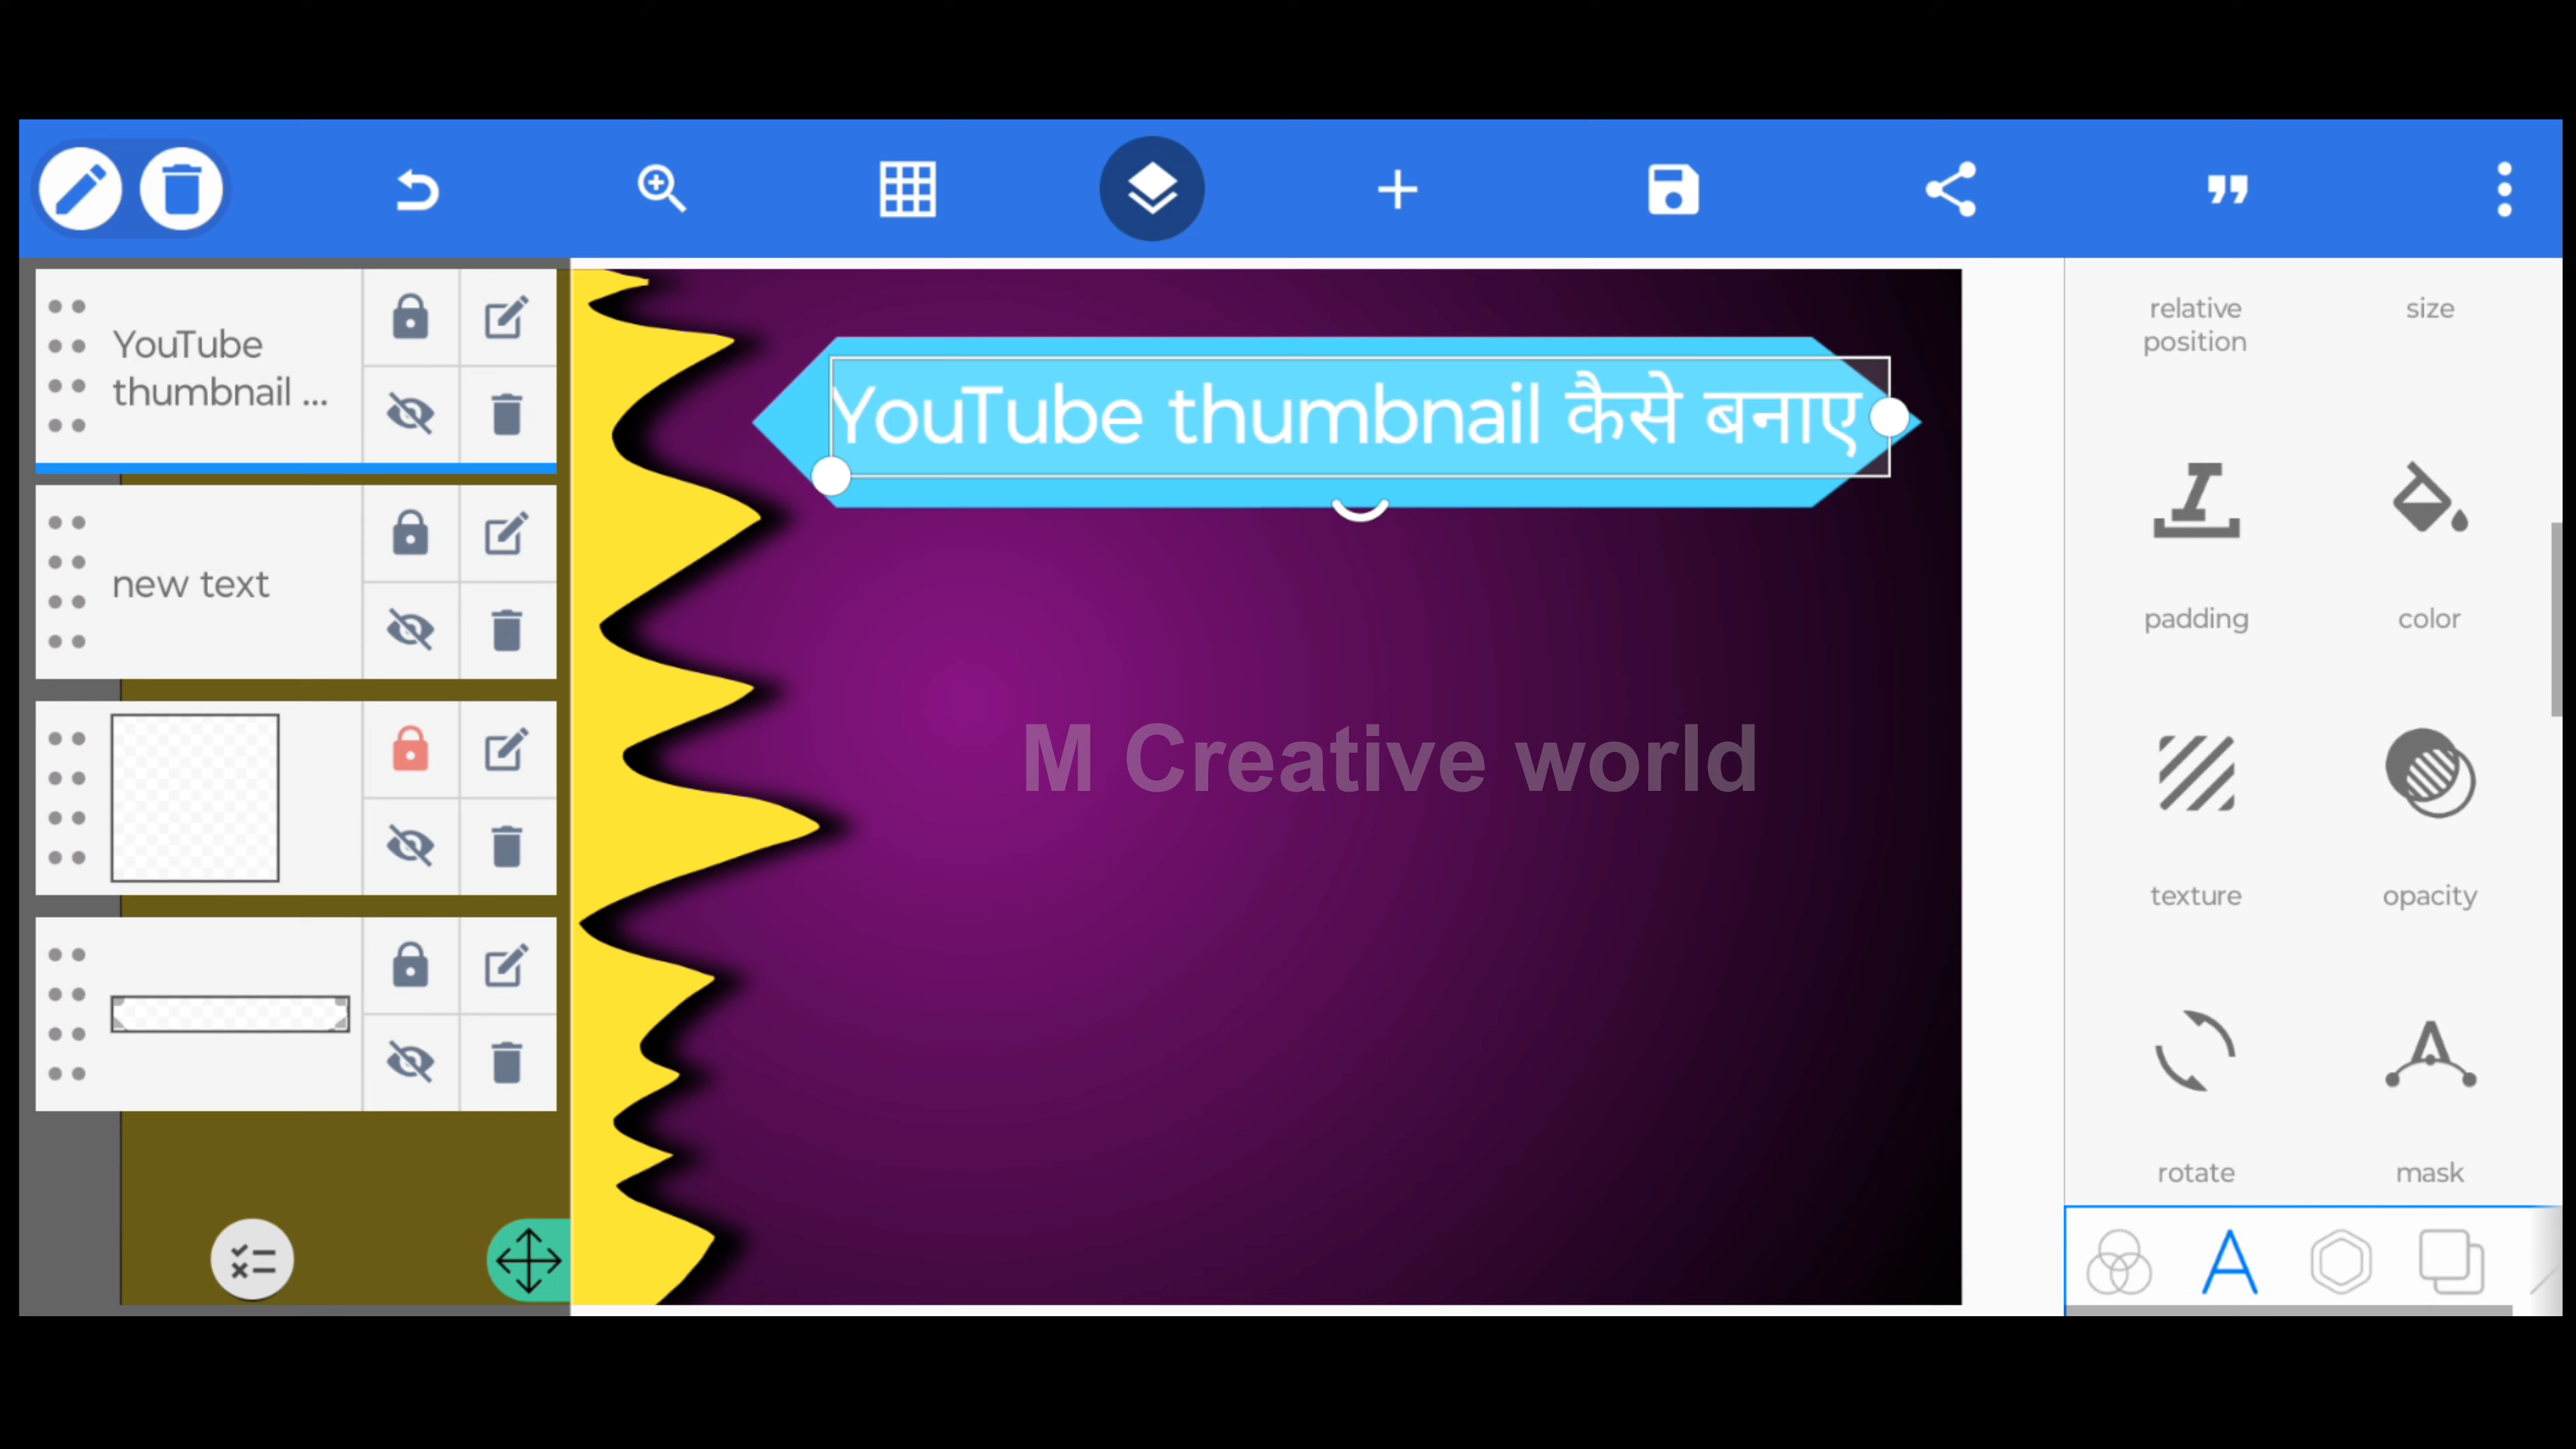 YouTube
thumbnail ...
new text
YouTube thumbnail कैसे बनाए
M Creative world
relative
position
size
padding
color
texture
opacity
rotate
mask